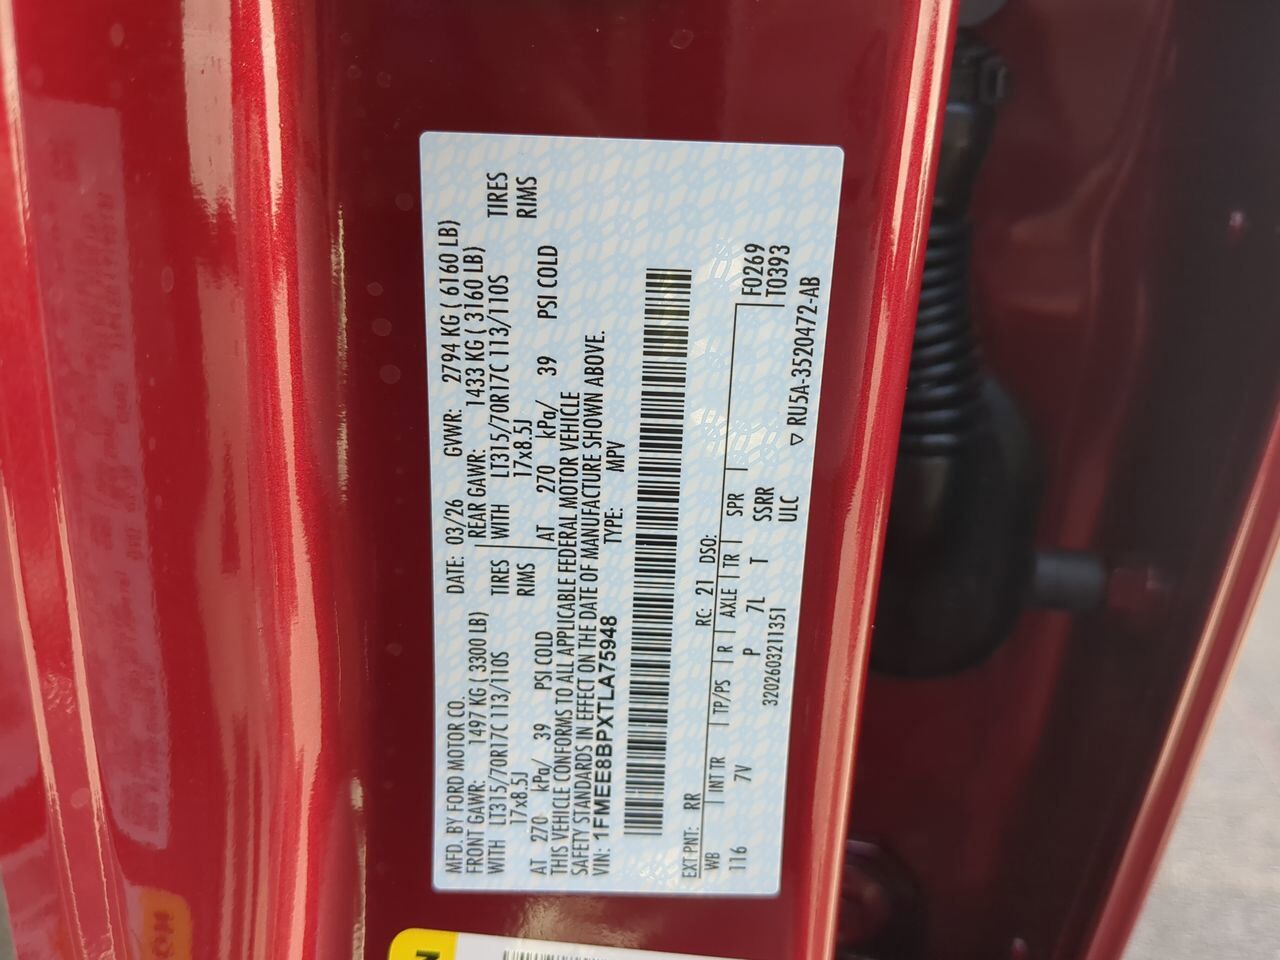 MFD. BY FORD MOTOR CO. DATE: 03/26 GVWR: 2794 KG ( 6160 LB)
FRONT GAWR: 1497 KG ( 3300 LB) REAR GAWR: 1433 KG ( 3160 LB)
WITH LT315/70R17C 113/110S TIRES WITH LT315/70R17C 113/110S TIRES
17x8.5J RIMS 17x8.5J RIMS
AT 270 kPa/ 39 PSI COLD AT 270 kPa/ 39 PSI COLD
THIS VEHICLE CONFORMS TO ALL APPLICABLE FEDERAL MOTOR VEHICLE
SAFETY STANDARDS IN EFFECT ON THE DATE OF MANUFACTURE SHOWN ABOVE.
VIN: 1FMEE8BPXTLA75948 TYPE: MPV
EXT PNT: RR RC: 21 DSO:
WB INT TR TP/PS R AXLE TR SPR F0269
116 7V P 7L T SSRR T0393
3202603211351 ULC ▽ RU5A-3520472-AB